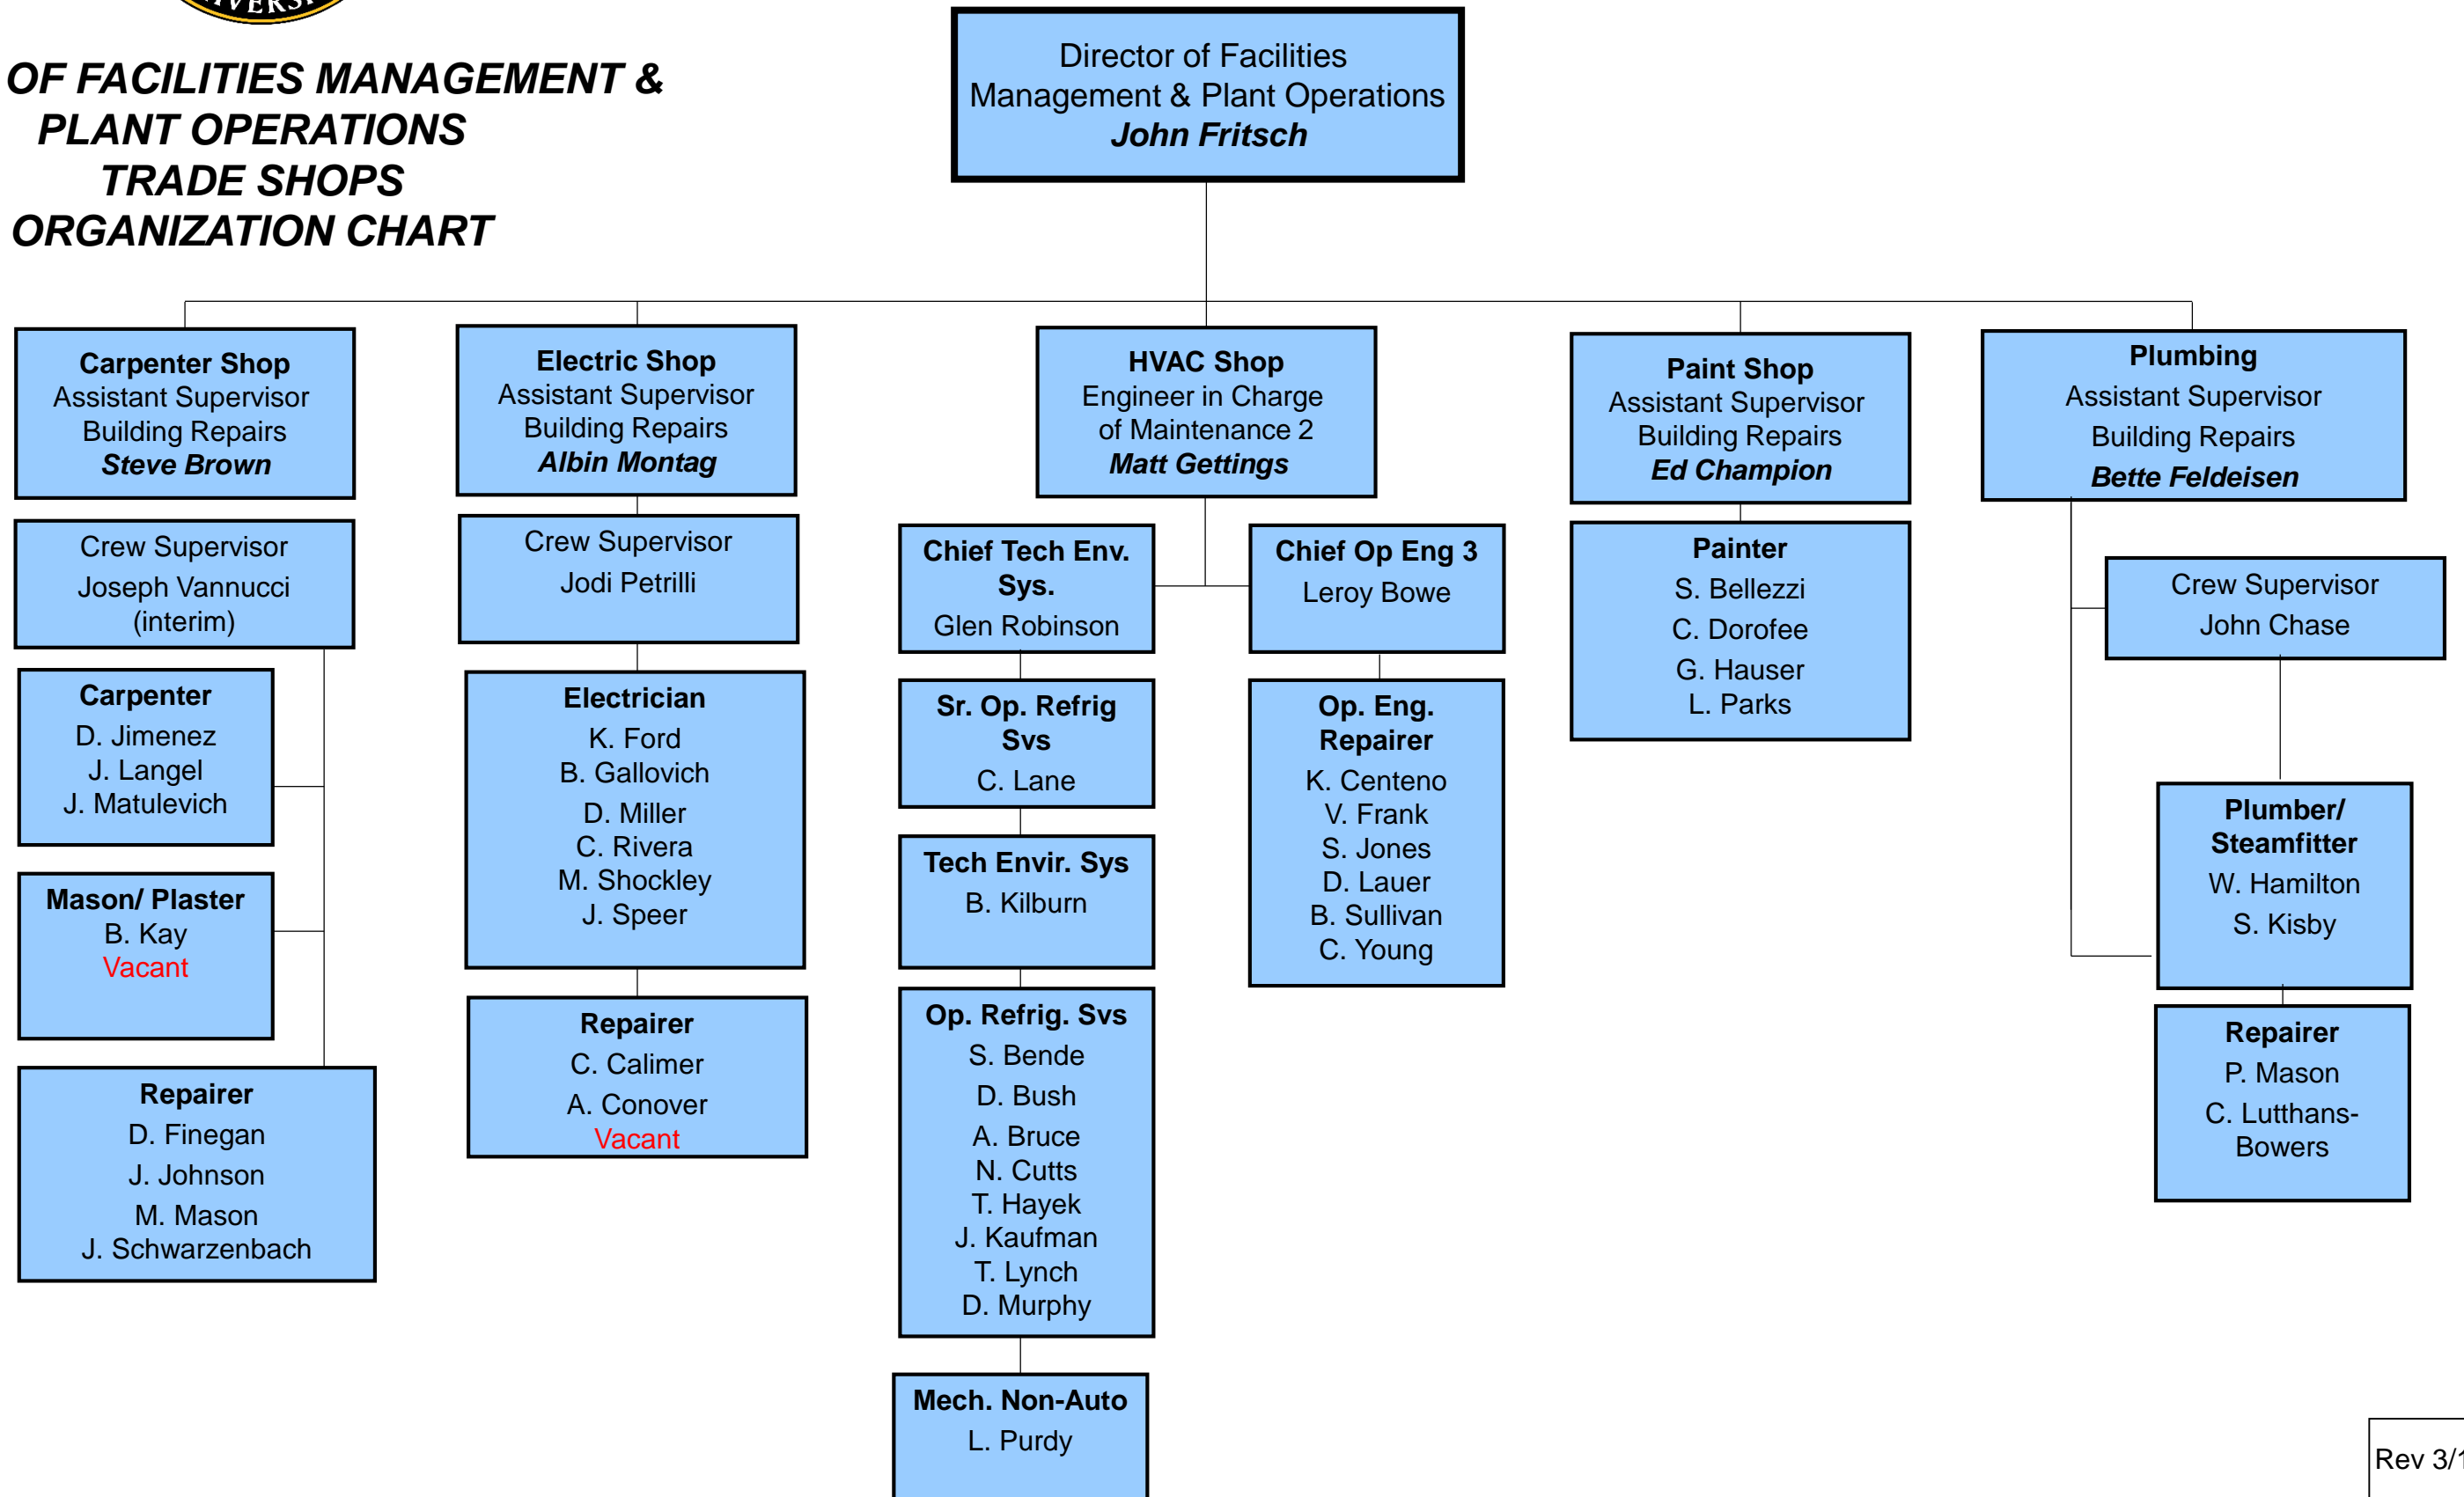 OF FACILITIES MANAGEMENT &
PLANT OPERATIONS
TRADE SHOPS
ORGANIZATION CHART
Director of Facilities
Management & Plant Operations
John Fritsch
Carpenter Shop
Assistant Supervisor
Building Repairs
Steve Brown
Crew Supervisor
Joseph Vannucci
(interim)
Carpenter
D. Jimenez
J. Langel
J. Matulevich
Mason/ Plaster
B. Kay
Vacant
Repairer
D. Finegan
J. Johnson
M. Mason
J. Schwarzenbach
Electric Shop
Assistant Supervisor
Building Repairs
Albin Montag
Crew Supervisor
Jodi Petrilli
Electrician
K. Ford
B. Gallovich
D. Miller
C. Rivera
M. Shockley
J. Speer
Repairer
C. Calimer
A. Conover
Vacant
HVAC Shop
Engineer in Charge
of Maintenance 2
Matt Gettings
Chief Tech Env.
Sys.
Glen Robinson
Sr. Op. Refrig
Svs
C. Lane
Tech Envir. Sys
B. Kilburn
Op. Refrig. Svs
S. Bende
D. Bush
A. Bruce
N. Cutts
T. Hayek
J. Kaufman
T. Lynch
D. Murphy
Mech. Non-Auto
L. Purdy
Chief Op Eng 3
Leroy Bowe
Op. Eng.
Repairer
K. Centeno
V. Frank
S. Jones
D. Lauer
B. Sullivan
C. Young
Paint Shop
Assistant Supervisor
Building Repairs
Ed Champion
Painter
S. Bellezzi
C. Dorofee
G. Hauser
L. Parks
Plumbing
Assistant Supervisor
Building Repairs
Bette Feldeisen
Crew Supervisor
John Chase
Plumber/
Steamfitter
W. Hamilton
S. Kisby
Repairer
P. Mason
C. Lutthans-
Bowers
Rev 3/1